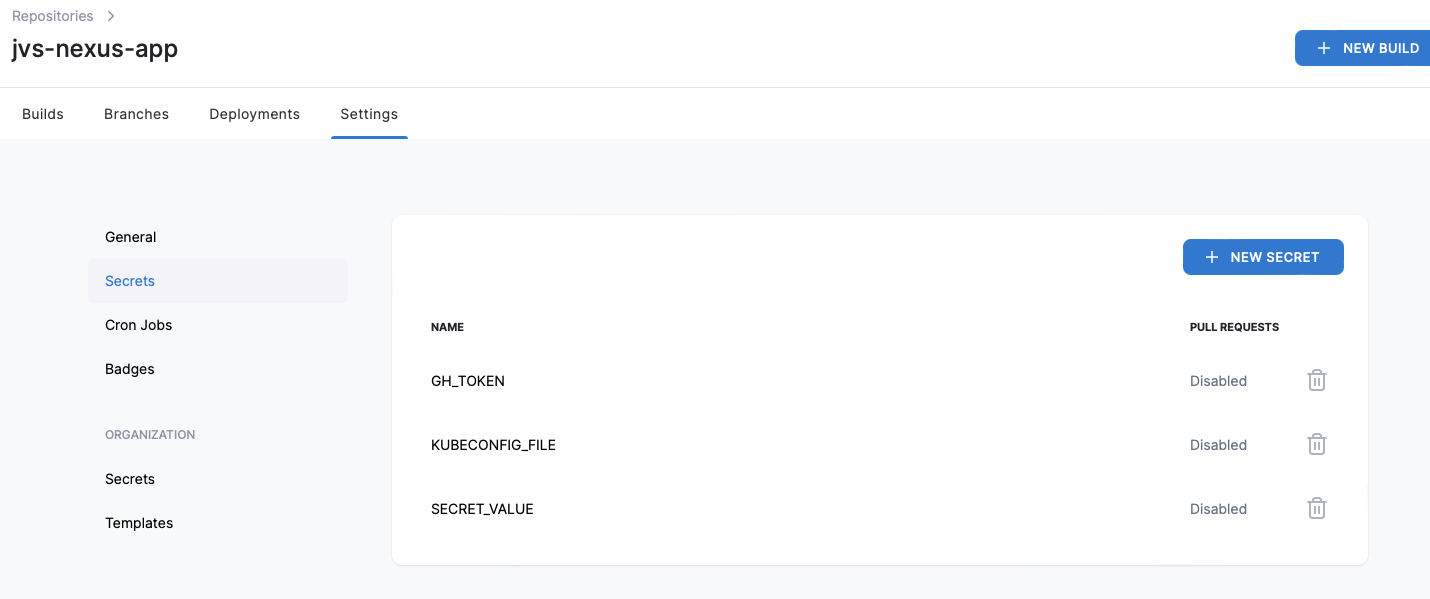 Repositories
jvs-nexus-app
NEW BUILD
Builds Branches Deployments Settings
General
Secrets
Cron Jobs
Badges
ORGANIZATION
Secrets
Templates
NEW SECRET
NAME PULL REQUESTS
GH_TOKEN Disabled
KUBECONFIG_FILE Disabled
SECRET_VALUE Disabled